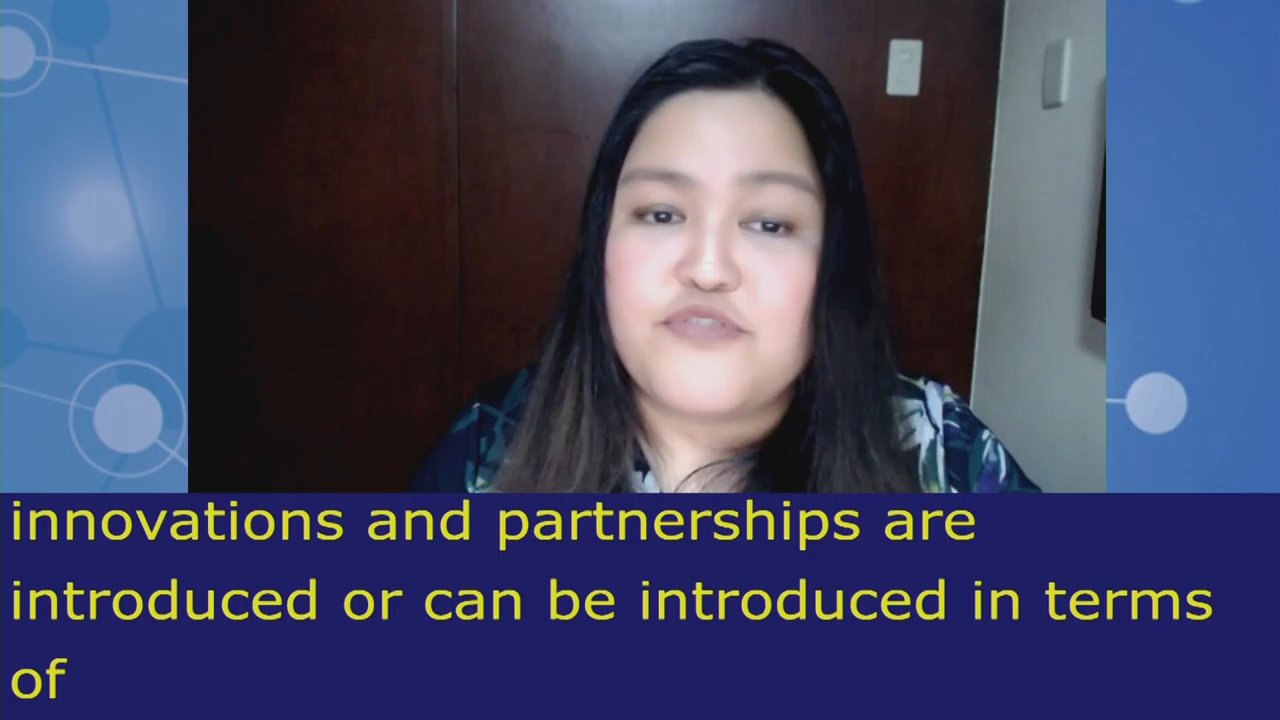 innovations and partnerships are
introduced or can be introduced in terms
of